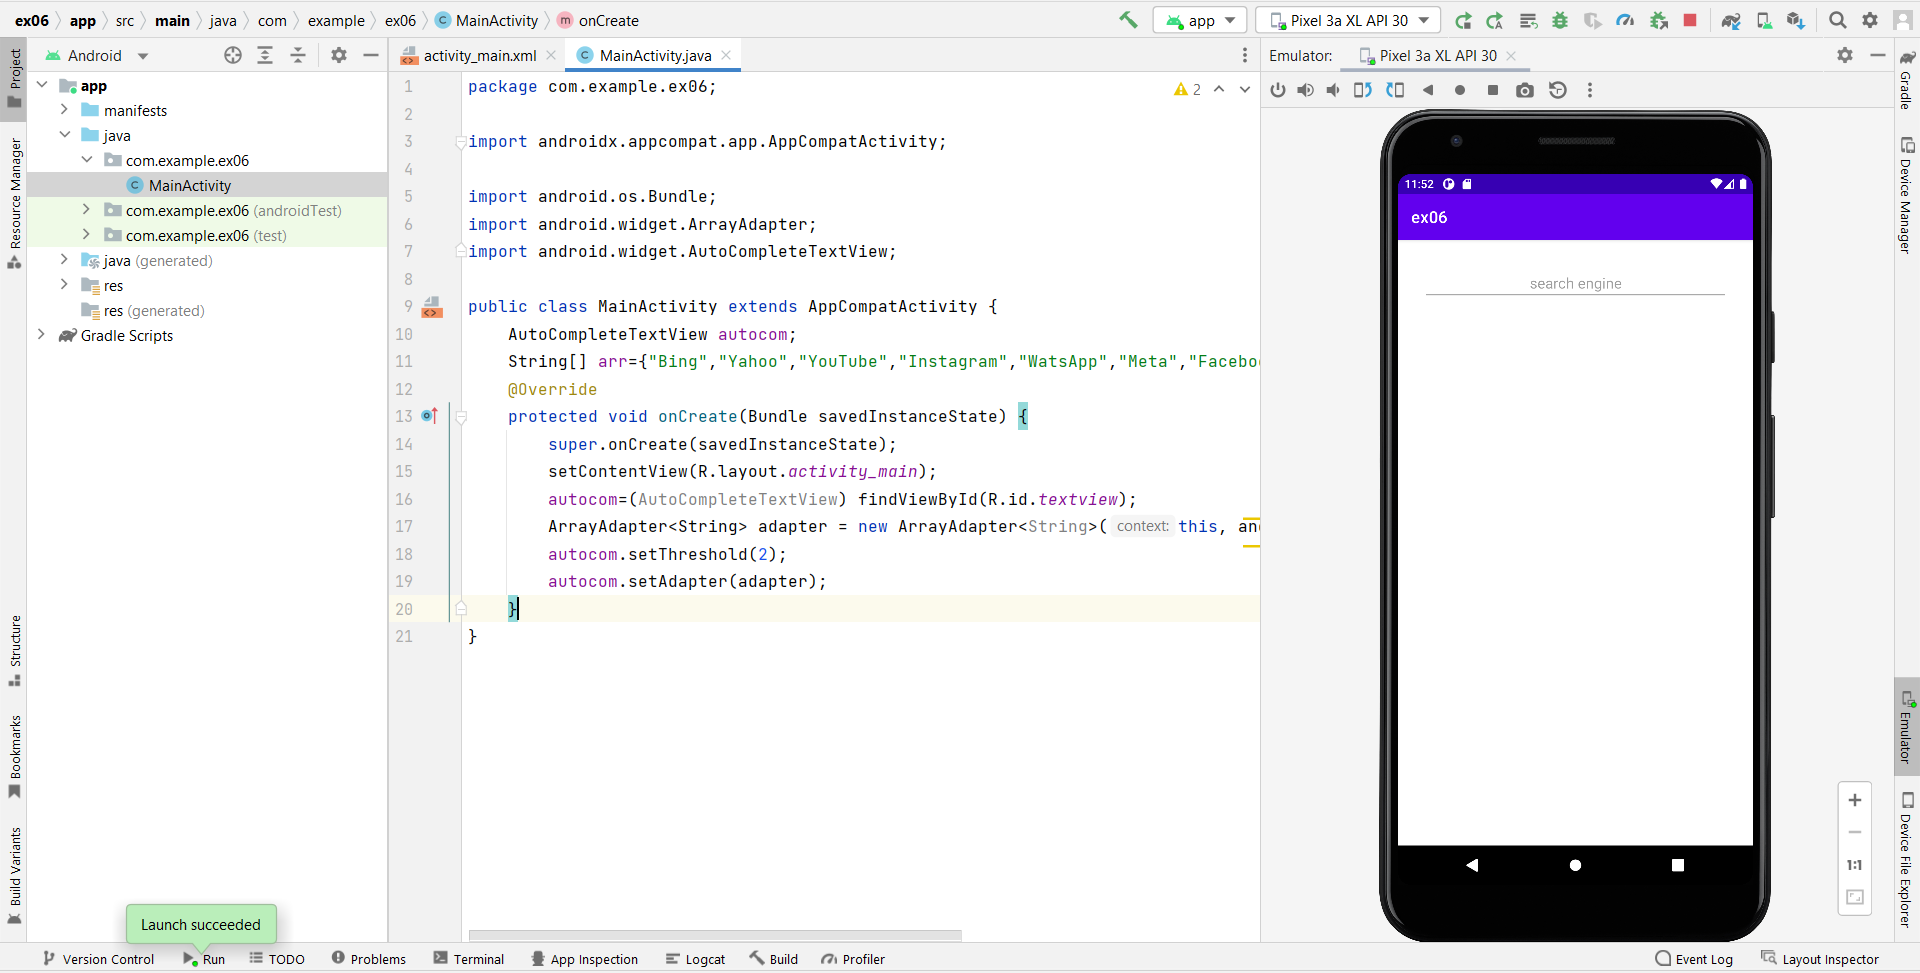 ex06 app src main java com example ex06 MainActivity onCreate
app
Pixel 3a XL API 30
Android
activity_main.xml
MainActivity.java
Emulator: Pixel 3a XL API 30
Project
Resource Manager
Structure
Bookmarks
Build Variants
app
manifests
java
com.example.ex06
MainActivity
com.example.ex06 (androidTest)
com.example.ex06 (test)
java (generated)
res
res (generated)
Gradle Scripts
2
1 package com.example.ex06;
2
3 import androidx.appcompat.app.AppCompatActivity;
4
5 import android.os.Bundle;
6 import android.widget.ArrayAdapter;
7 import android.widget.AutoCompleteTextView;
8
9 public class MainActivity extends AppCompatActivity {
10 AutoCompleteTextView autocom;
11 String[] arr={"Bing","Yahoo","YouTube","Instagram","WatsApp","Meta","Facebo
12 @Override
13 protected void onCreate(Bundle savedInstanceState) {
14 super.onCreate(savedInstanceState);
15 setContentView(R.layout.activity_main);
16 autocom=(AutoCompleteTextView) findViewById(R.id.textview);
17 ArrayAdapter<String> adapter = new ArrayAdapter<String>( context: this, an
18 autocom.setThreshold(2);
19 autocom.setAdapter(adapter);
20 }
21 }
11:52
ex06
search engine
1:1
Gradle
Device Manager
Emulator
Device File Explorer
Launch succeeded
Version Control Run TODO Problems Terminal App Inspection Logcat Build Profiler Event Log Layout Inspector